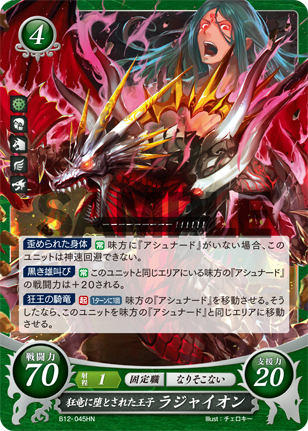 4
歪められた身体 常 味方に『アシュナード』がいない場合、このユニットは神速回避できない。
黒き雄叫び 常 このユニットと同じエリアにいる味方の『アシュナード』の戦闘力は+20される。
狂王の騎竜 起 1ターンに1回 味方の『アシュナード』を移動させる。そうしたなら、このユニットを味方の『アシュナード』と同じエリアに移動させる。
戦闘力
70
射程 1
固定職
なりそこない
支援力
20
狂竜に堕とされた王子 ラジャイオン
B12-045HN
Illust:チェロキー